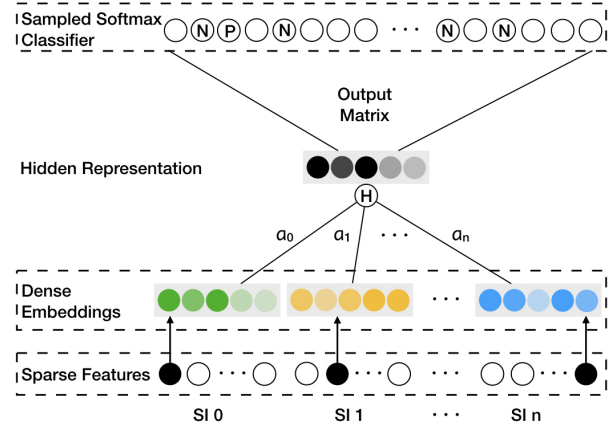 Sampled Softmax
Classifier
N P N ··· N N
Output
Matrix
Hidden Representation
H
a₀ a₁ ··· aₙ
Dense
Embeddings
···
Sparse Features ··· ··· ···
SI 0 SI 1 ··· SI n